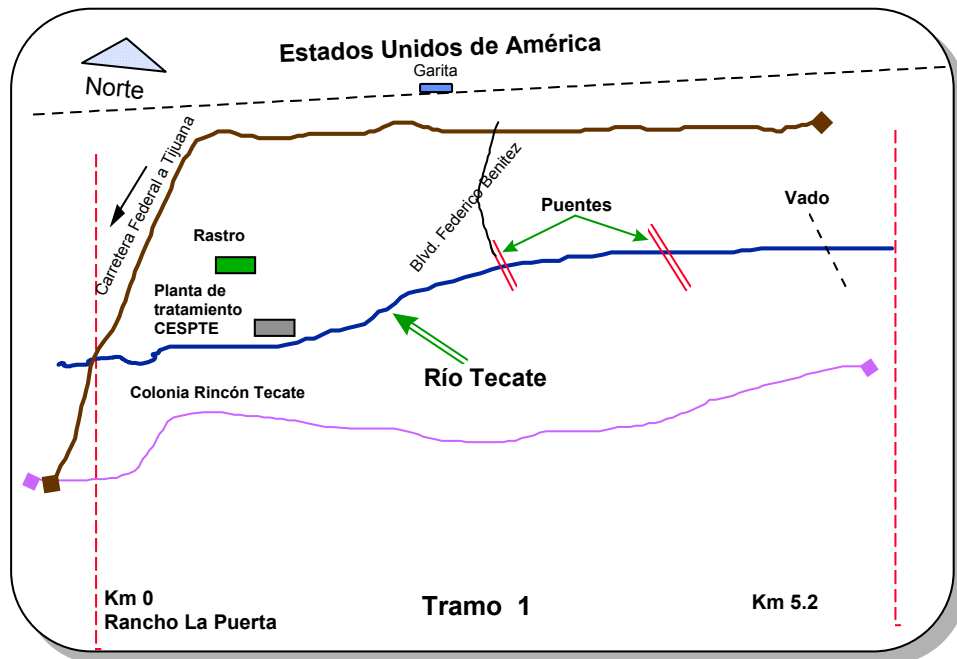 Estados Unidos de América
Garita
Norte
Carretera Federal a Tijuana
Blvd. Federico Benitez
Puentes
Vado
Rastro
Planta de
tratamiento
CESPTE
Río Tecate
Colonia Rincón Tecate
Km 0
Rancho La Puerta
Tramo 1
Km 5.2